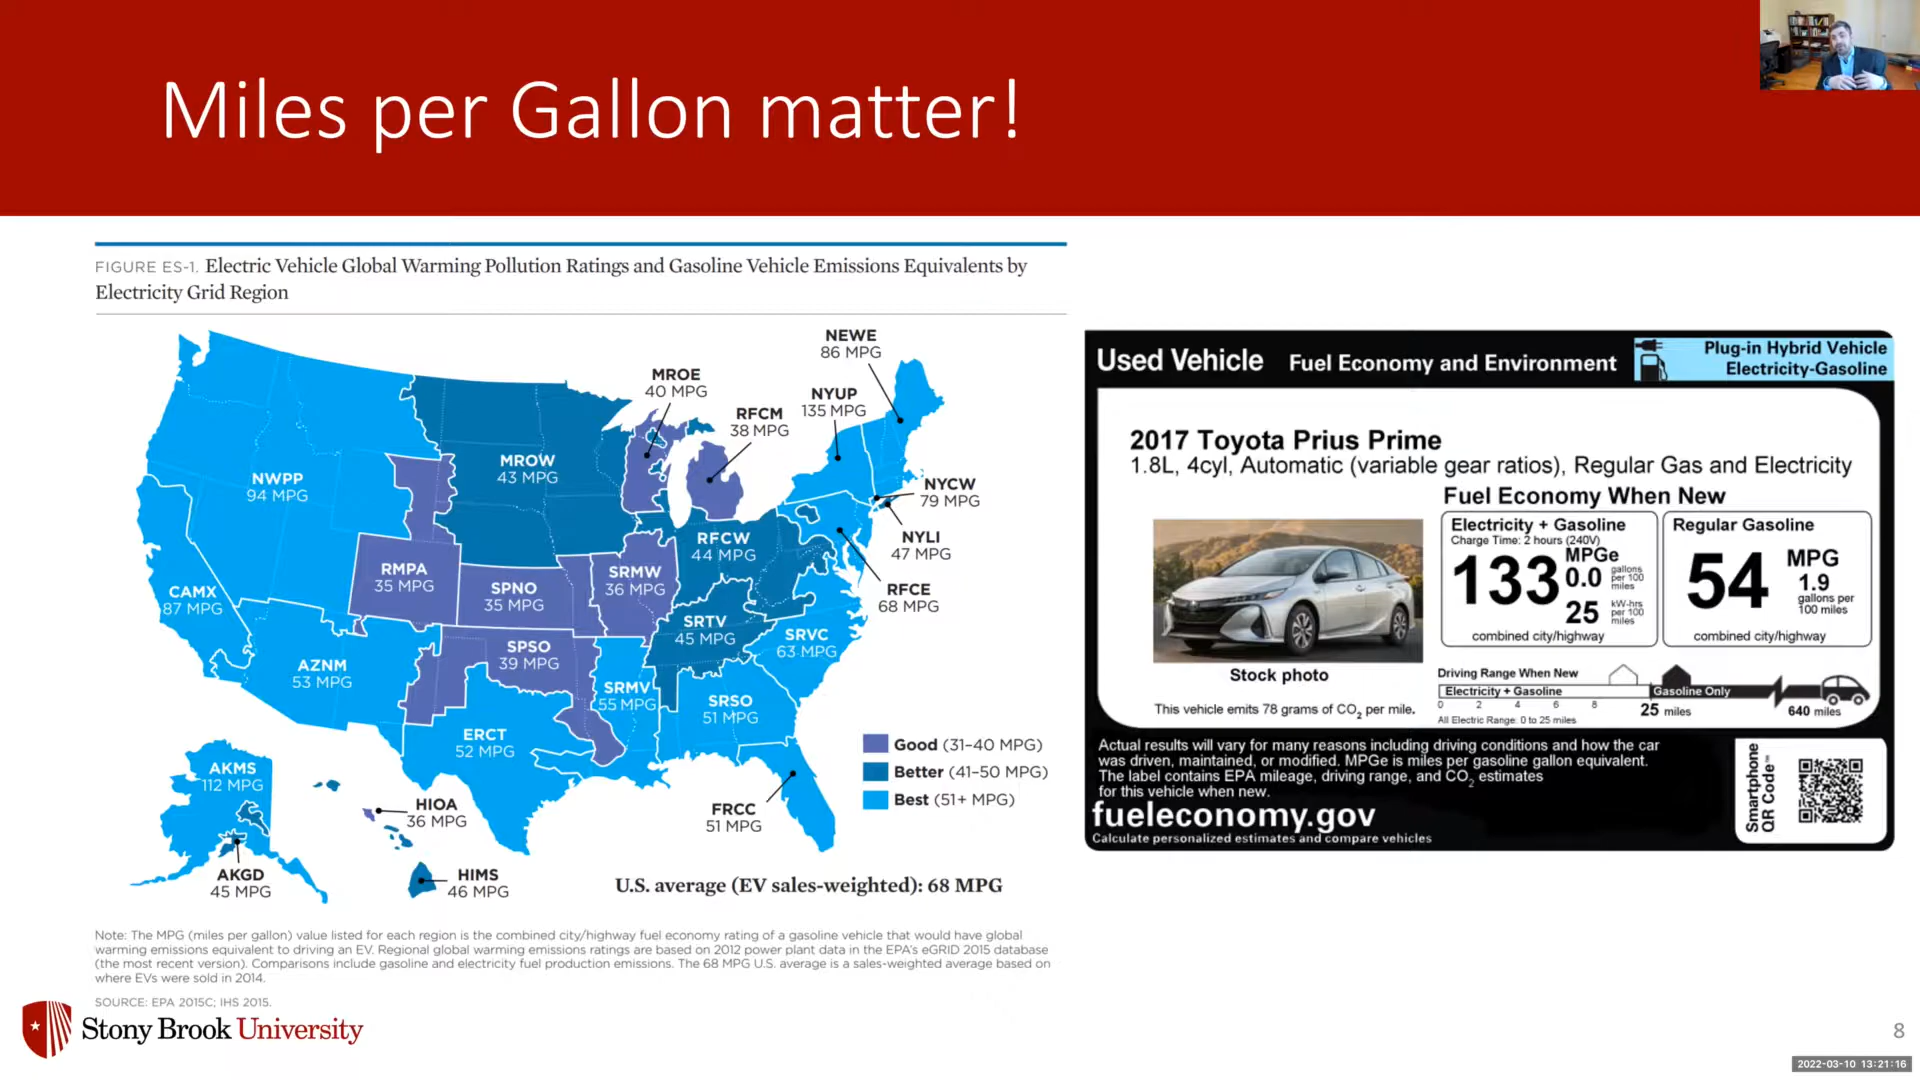 Miles per Gallon matter!
FIGURE ES-1. Electric Vehicle Global Warming Pollution Ratings and Gasoline Vehicle Emissions Equivalents by
Electricity Grid Region
NEWE
86 MPG
MROE
40 MPG
NYUP
135 MPG
RFCM
38 MPG
MROW
43 MPG
NWPP
94 MPG
NYCW
79 MPG
NYLI
47 MPG
RFCW
44 MPG
RMPA
35 MPG
SPNO
35 MPG
SRMW
36 MPG
RFCE
68 MPG
CAMX
87 MPG
SRTV
45 MPG
SRVC
63 MPG
SPSO
39 MPG
AZNM
53 MPG
SRMV
55 MPG
SRSO
51 MPG
ERCT
52 MPG
Good (31–40 MPG)
Better (41–50 MPG)
Best (51+ MPG)
AKMS
112 MPG
HIOA
36 MPG
FRCC
51 MPG
AKGD
45 MPG
HIMS
46 MPG
U.S. average (EV sales-weighted): 68 MPG
Note: The MPG (miles per gallon) value listed for each region is the combined city/highway fuel economy rating of a gasoline vehicle that would have global
warming emissions equivalent to driving an EV. Regional global warming emissions ratings are based on 2012 power plant data in the EPA's eGRID 2015 database
(the most recent version). Comparisons include gasoline and electricity fuel production emissions. The 68 MPG U.S. average is a sales-weighted average based on
where EVs were sold in 2014.
SOURCE: EPA 2015C; IHS 2015.
Used Vehicle Fuel Economy and Environment
Plug-in Hybrid Vehicle
Electricity-Gasoline
2017 Toyota Prius Prime
1.8L, 4cyl, Automatic (variable gear ratios), Regular Gas and Electricity
Fuel Economy When New
Electricity + Gasoline
Charge Time: 2 hours (240V)
133 MPGe
0.0 gallons per 100 miles
25 kW-hrs per 100 miles
combined city/highway
Regular Gasoline
54 MPG
1.9
gallons per
100 miles
combined city/highway
Stock photo
This vehicle emits 78 grams of CO2 per mile.
Driving Range When New
Electricity + Gasoline
Gasoline Only
0 2 4 6 8
25 miles
640 miles
All Electric Range: 0 to 25 miles
Actual results will vary for many reasons including driving conditions and how the car
was driven, maintained, or modified. MPGe is miles per gasoline gallon equivalent.
The label contains EPA mileage, driving range, and CO2 estimates
for this vehicle when new.
fueleconomy.gov
Calculate personalized estimates and compare vehicles
Smartphone
QR Code™
Stony Brook University
8
2022-03-10 13:21:16